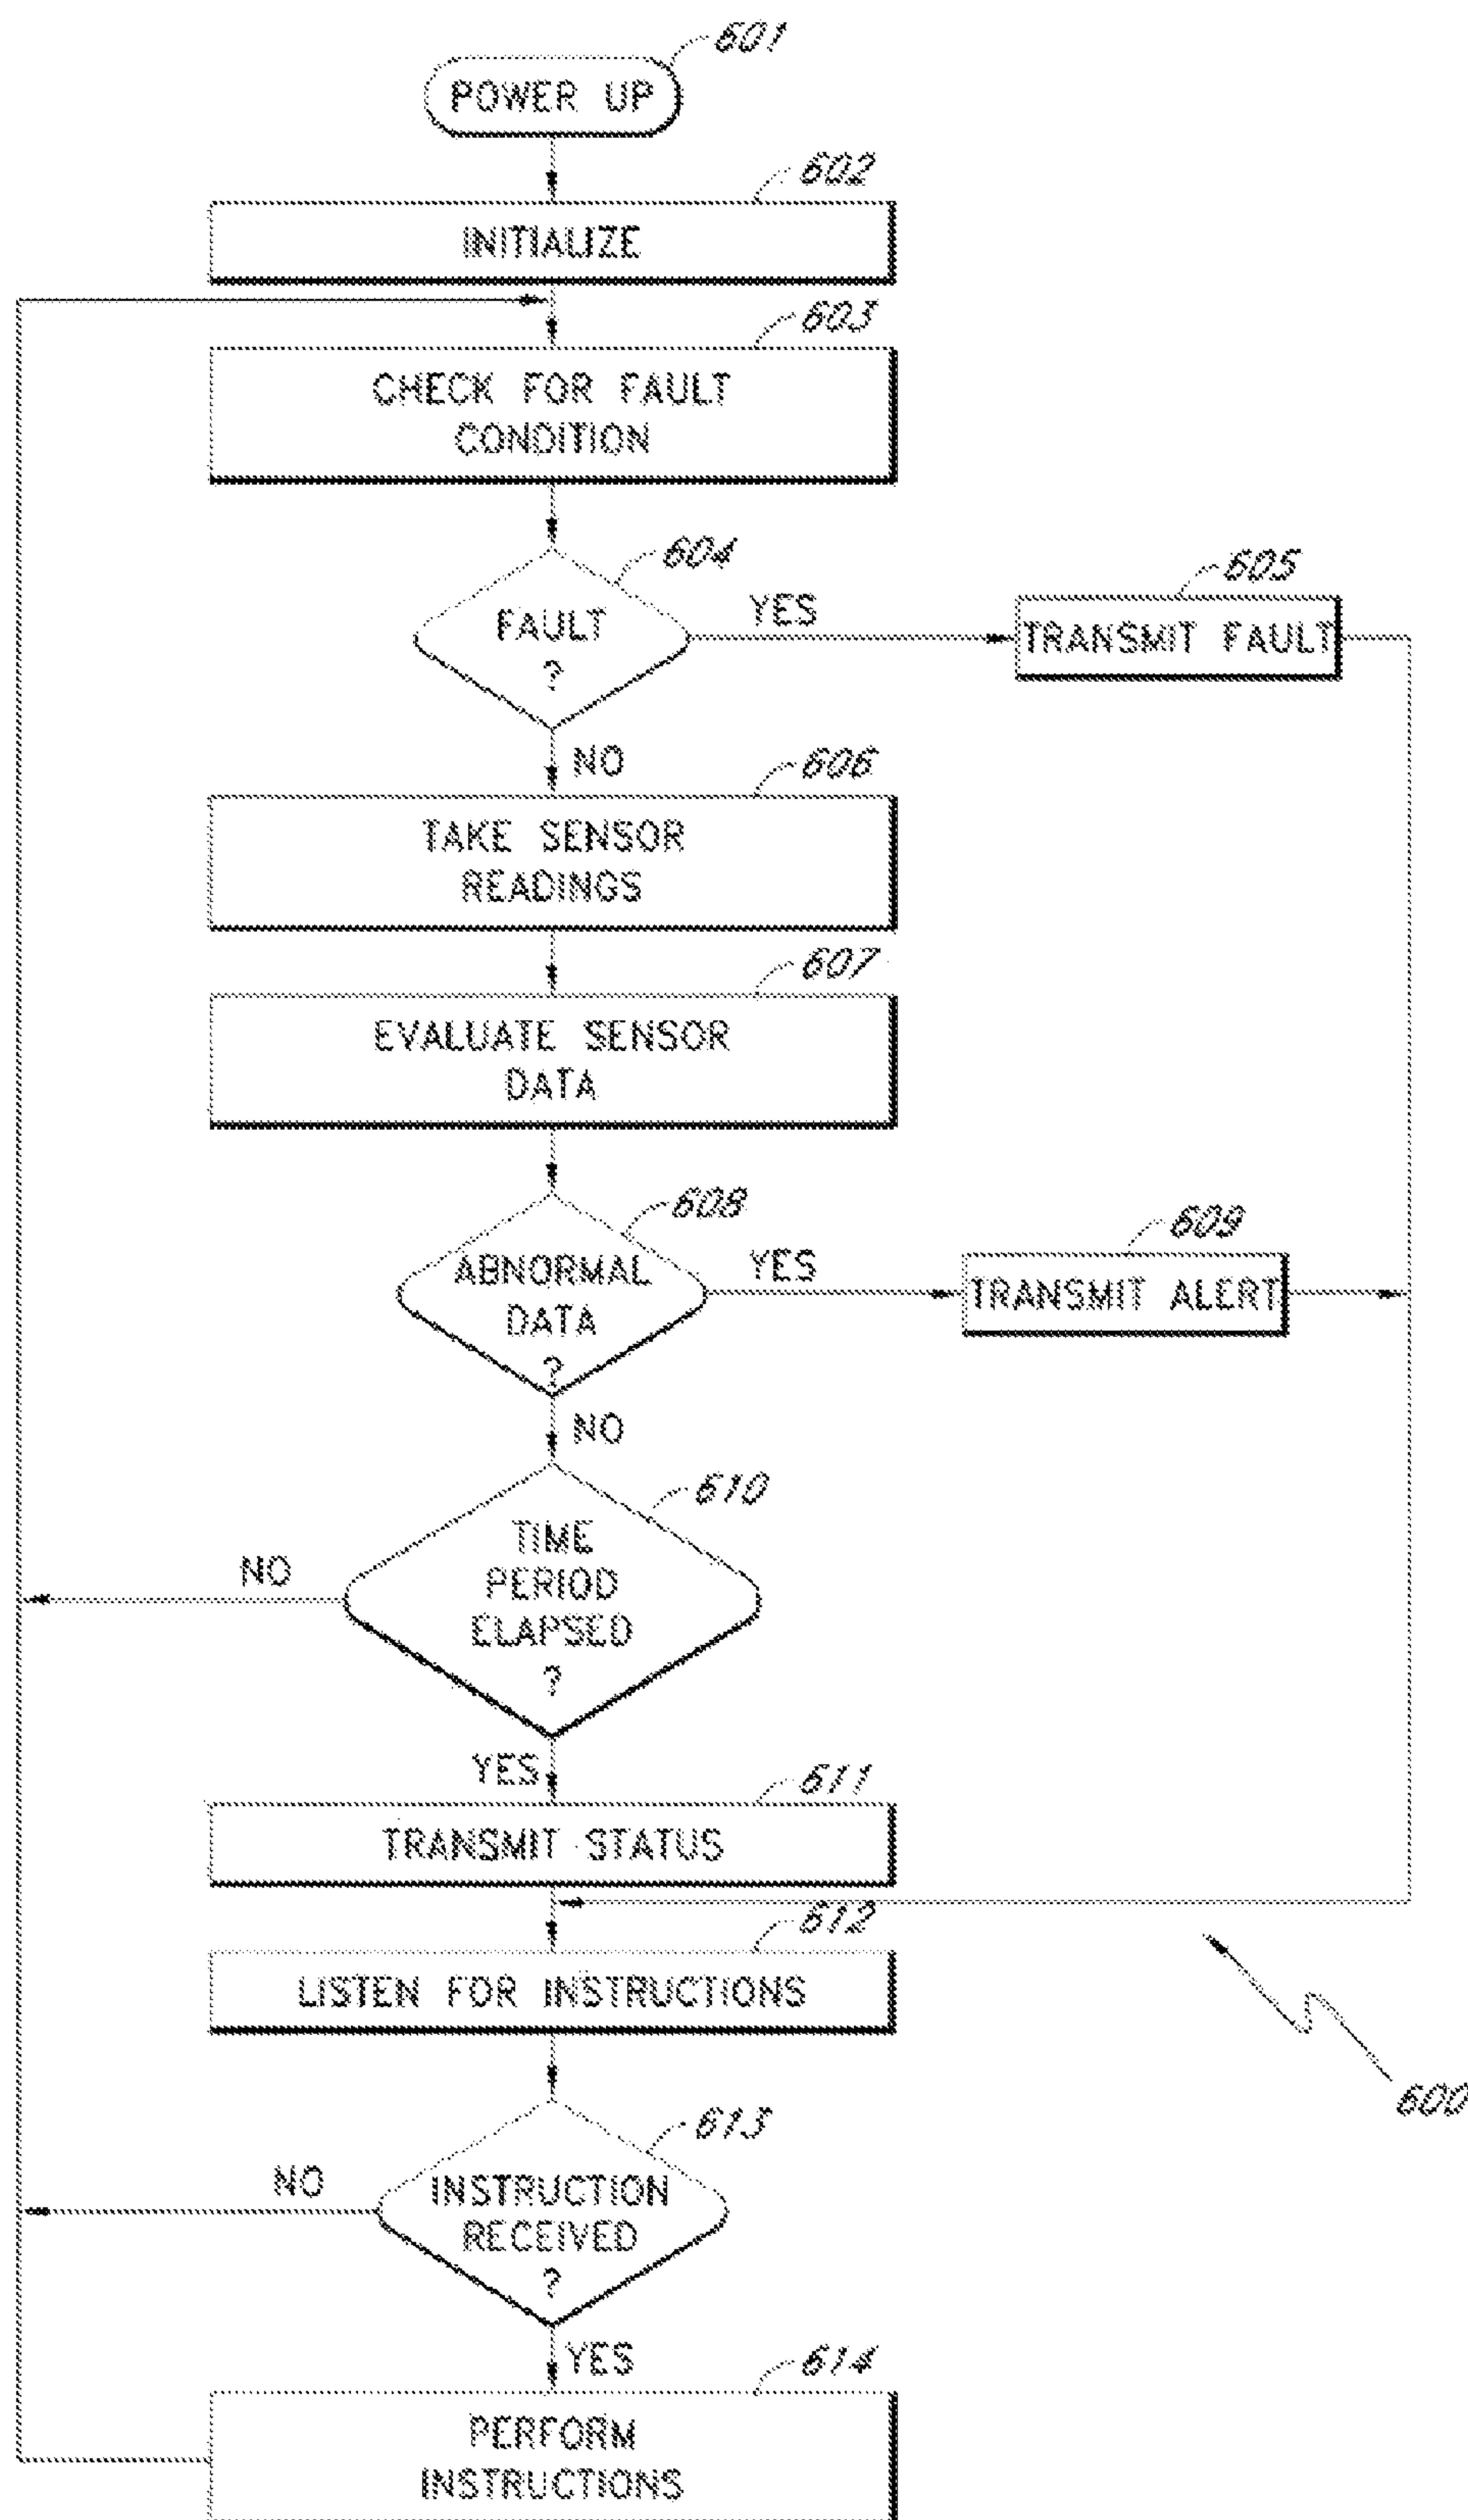 601
POWER UP
602
INITIALIZE
603
CHECK FOR FAULT
CONDITION
604
FAULT
?
YES
605
TRANSMIT FAULT
NO
606
TAKE SENSOR
READINGS
607
EVALUATE SENSOR
DATA
608
ABNORMAL
DATA
?
YES
609
TRANSMIT ALERT
NO
610
TIME
PERIOD
ELAPSED
?
NO
YES
611
TRANSMIT STATUS
612
LISTEN FOR INSTRUCTIONS
600
613
INSTRUCTION
RECEIVED
?
NO
YES
614
PERFORM
INSTRUCTIONS